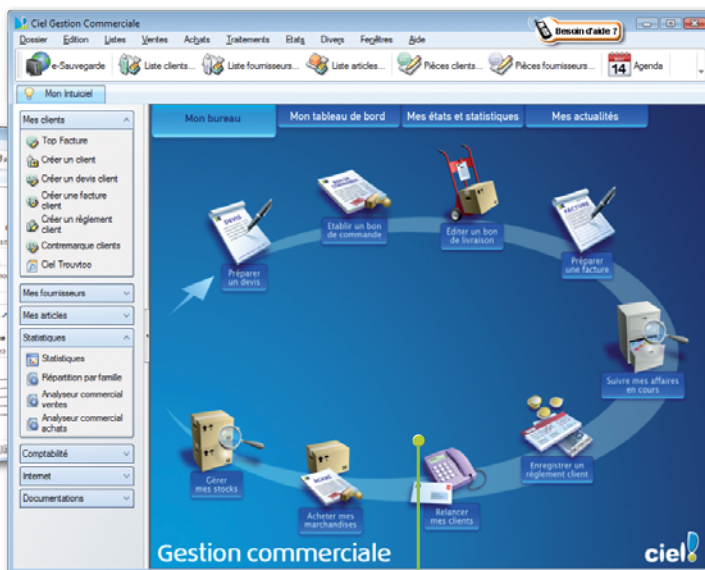 Ciel Gestion Commerciale
Besoin d'aide ?
Dossier Edition Listes Ventes Achats Traitements Etats Divers Fenêtres Aide
e-Sauvegarde Liste clients... Liste fournisseurs... Liste articles... Pièces clients... Pièces fournisseurs... 14 Agenda
Mon Intuiciel
Mes clients
Top Facture
Créer un client
Créer un devis client
Créer une facture
client
Créer un règlement
client
Contremarque clients
Ciel Trouvtoo
Mes fournisseurs
Mes articles
Statistiques
Statistiques
Répartition par famille
Analyseur commercial
ventes
Analyseur commercial
achats
Comptabilité
Internet
Documentations
Mon bureau Mon tableau de bord Mes états et statistiques Mes actualités
DEVIS
Préparer
un devis
BON DE
COMMANDE
Etablir un bon
de commande
Editer un bon
de livraison
FACTURE
Préparer
une facture
Suivre mes affaires
en cours
Enregistrer un
règlement client
Relancer
mes clients
ACHAT
Acheter mes
marchandises
Gérer
mes stocks
Gestion commerciale
ciel!